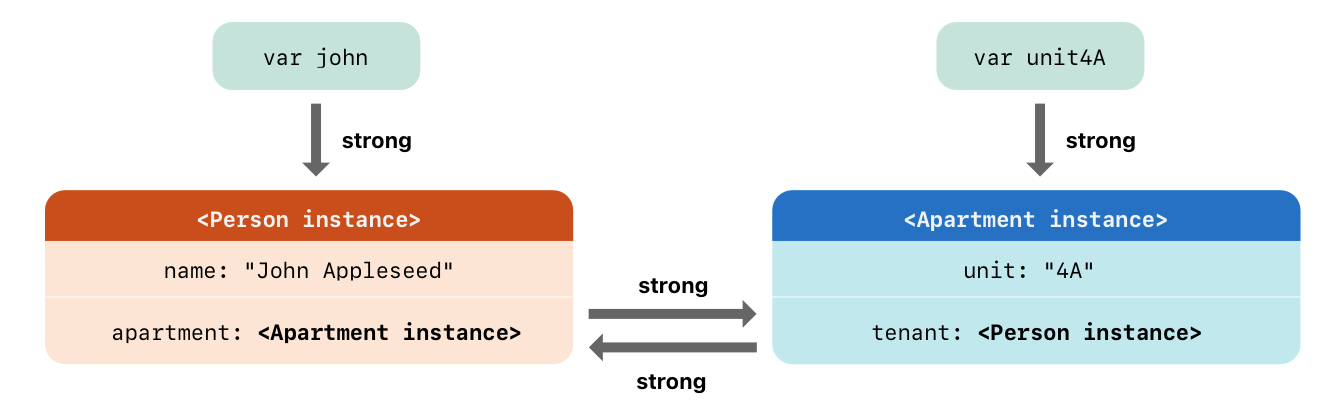 var john
var unit4A
strong
strong
<Person instance>
<Apartment instance>
name: "John Appleseed"
unit: "4A"
strong
apartment: <Apartment instance>
tenant: <Person instance>
strong